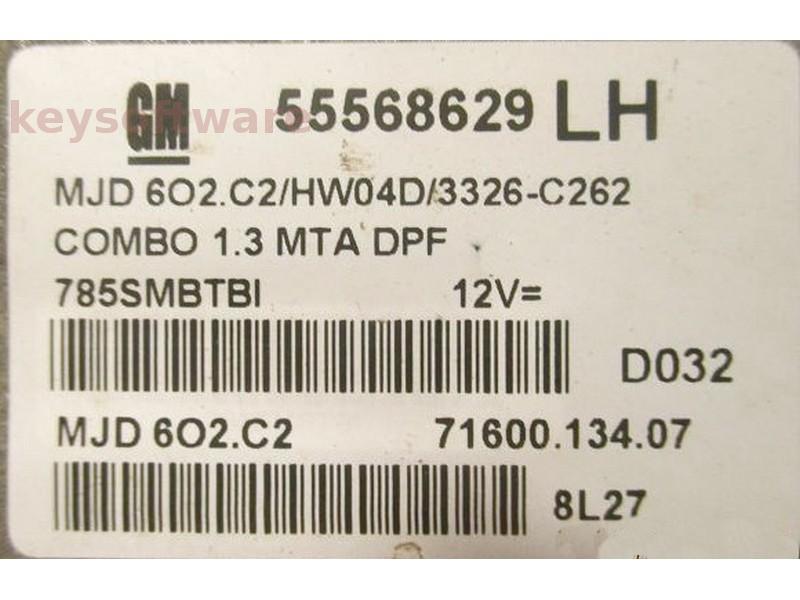 GM 55568629 LH
keysoftware
MJD 6O2.C2/HW04D/3326-C262
COMBO 1.3 MTA DPF
785SMBTBI 12V=
D032
MJD 6O2.C2 71600.134.07
8L27